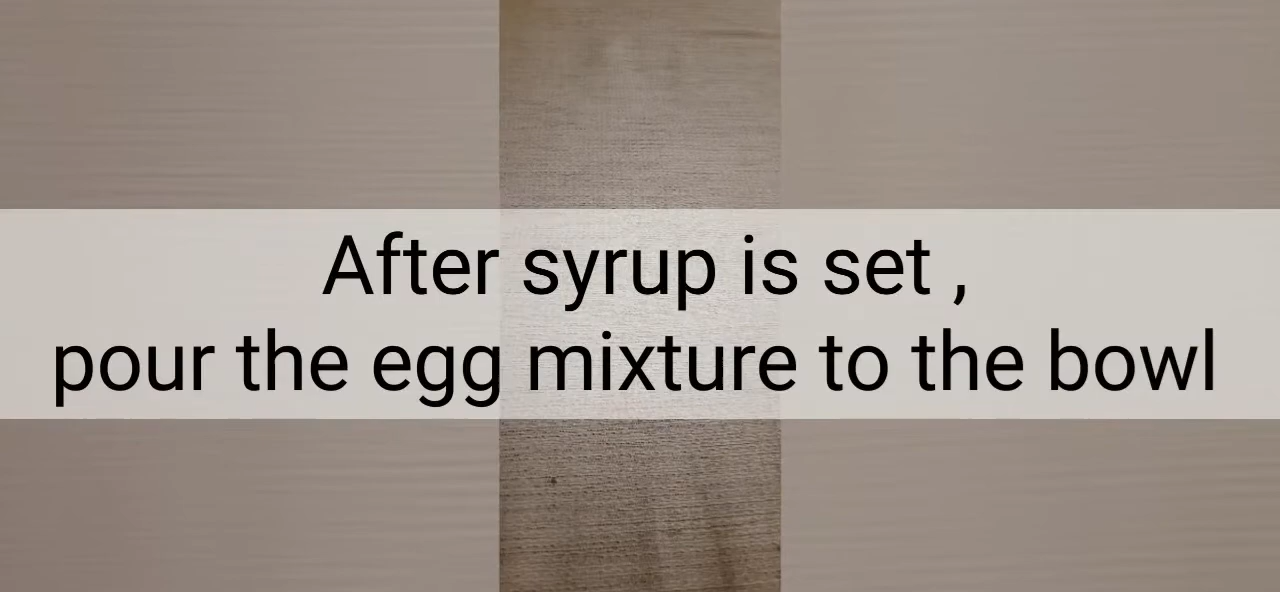 After syrup is set ,
pour the egg mixture to the bowl